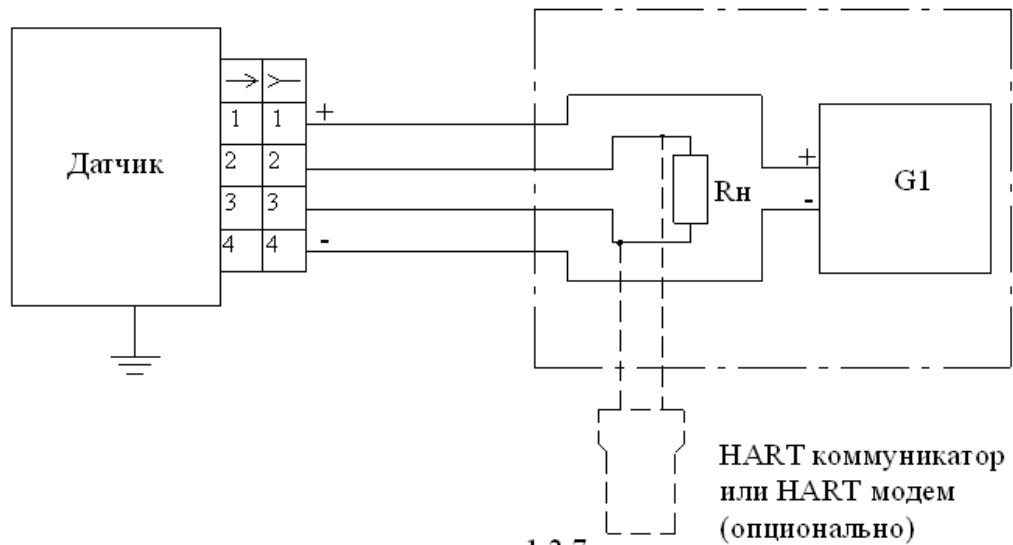 Датчик
1 1 +
2 2
3 3
4 4 -
Rн
+
-
G1
HART коммуникатор
или HART модем
(опционально)